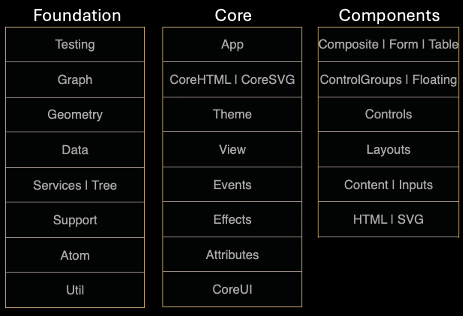 Foundation
Testing
Graph
Geometry
Data
Services | Tree
Support
Atom
Util
Core
App
CoreHTML | CoreSVG
Theme
View
Events
Effects
Attributes
CoreUI
Components
Composite | Form | Table
ControlGroups | Floating
Controls
Layouts
Content | Inputs
HTML | SVG